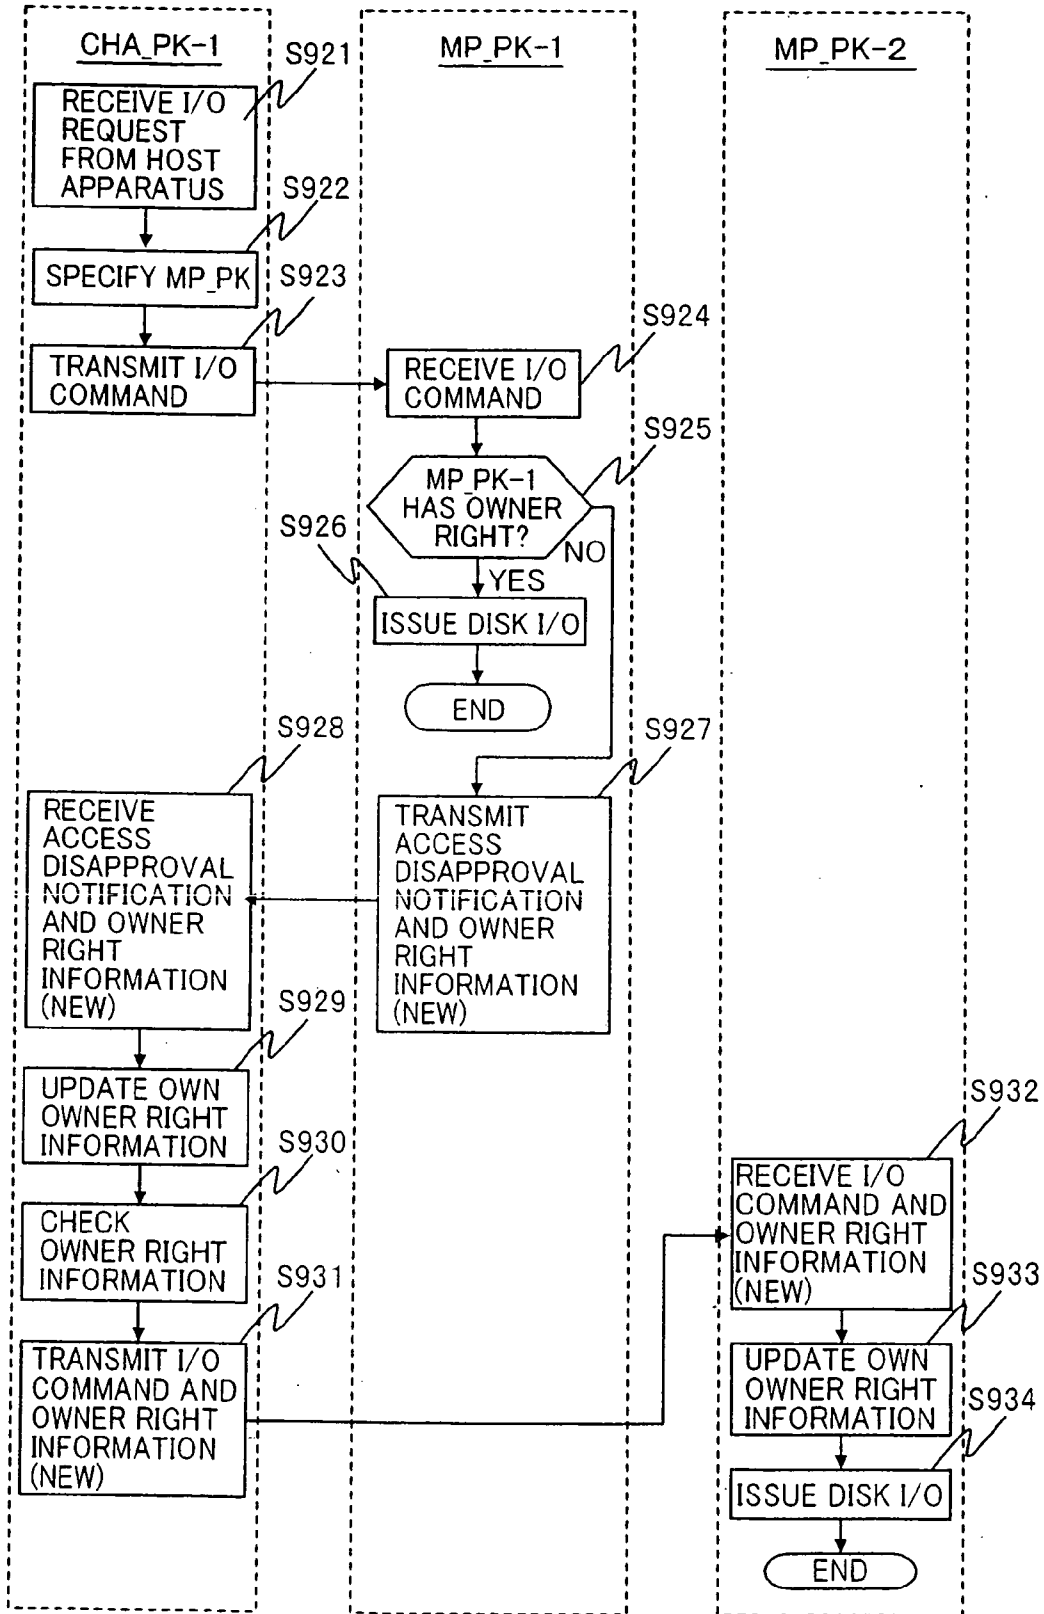 CHA_PK-1
S921
RECEIVE I/O
REQUEST
FROM HOST
APPARATUS
S922
SPECIFY MP_PK
S923
TRANSMIT I/O
COMMAND
MP_PK-1
S924
RECEIVE I/O
COMMAND
S925
MP_PK-1
HAS OWNER
RIGHT?
NO
YES
S926
ISSUE DISK I/O
END
S927
TRANSMIT
ACCESS
DISAPPROVAL
NOTIFICATION
AND OWNER
RIGHT
INFORMATION
(NEW)
S928
RECEIVE
ACCESS
DISAPPROVAL
NOTIFICATION
AND OWNER
RIGHT
INFORMATION
(NEW)
S929
UPDATE OWN
OWNER RIGHT
INFORMATION
S930
CHECK
OWNER RIGHT
INFORMATION
S931
TRANSMIT I/O
COMMAND AND
OWNER RIGHT
INFORMATION
(NEW)
MP_PK-2
S932
RECEIVE I/O
COMMAND AND
OWNER RIGHT
INFORMATION
(NEW)
S933
UPDATE OWN
OWNER RIGHT
INFORMATION
S934
ISSUE DISK I/O
END